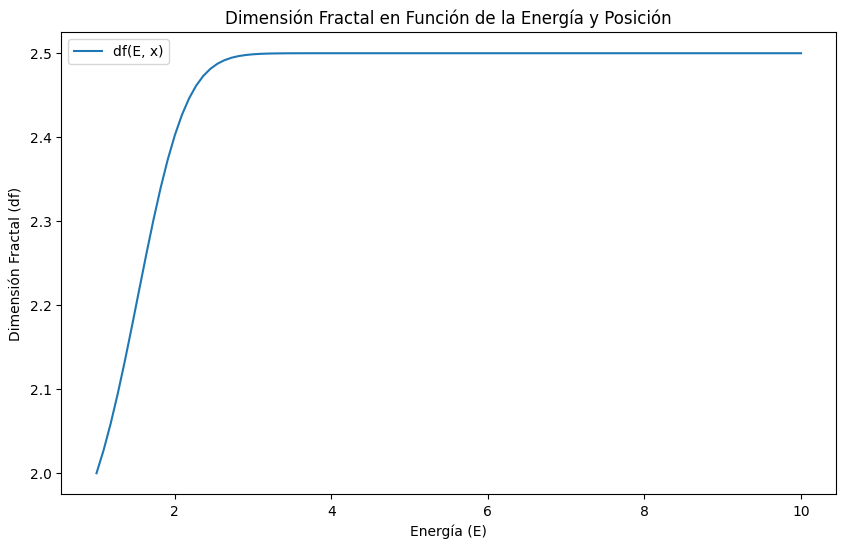 Dimensión Fractal en Función de la Energía y Posición
df(E, x)
Dimensión Fractal (df)
2.5
2.4
2.3
2.2
2.1
2.0
2
4
6
8
10
Energía (E)